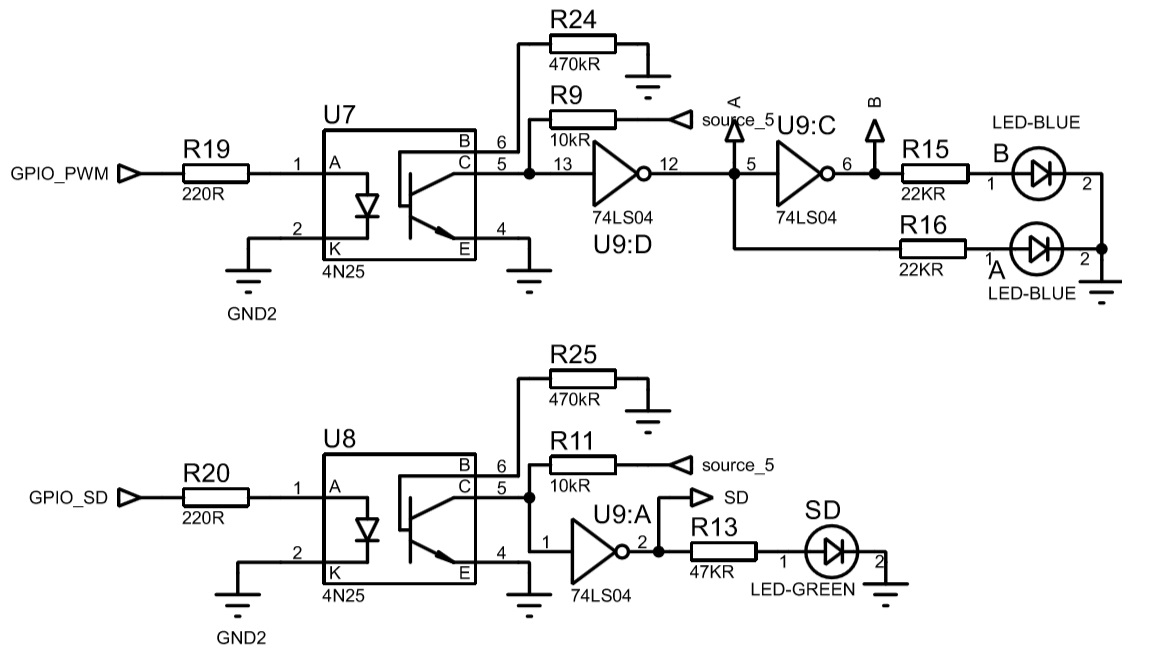 R24
470kR
R9
10kR
source_5
A
B
U7
U9:C
LED-BLUE
GPIO_PWM
R19
220R
1
A
B
6
C
5
13
12
5
6
R15
22KR
B
1
2
74LS04
U9:D
74LS04
R16
22KR
2
K
E
4
4N25
1
A
2
LED-BLUE
GND2
R25
470kR
U8
R11
10kR
source_5
GPIO_SD
R20
220R
1
A
B
6
C
5
SD
U9:A
1
2
R13
47KR
SD
1
2
LED-GREEN
74LS04
2
K
E
4
4N25
GND2